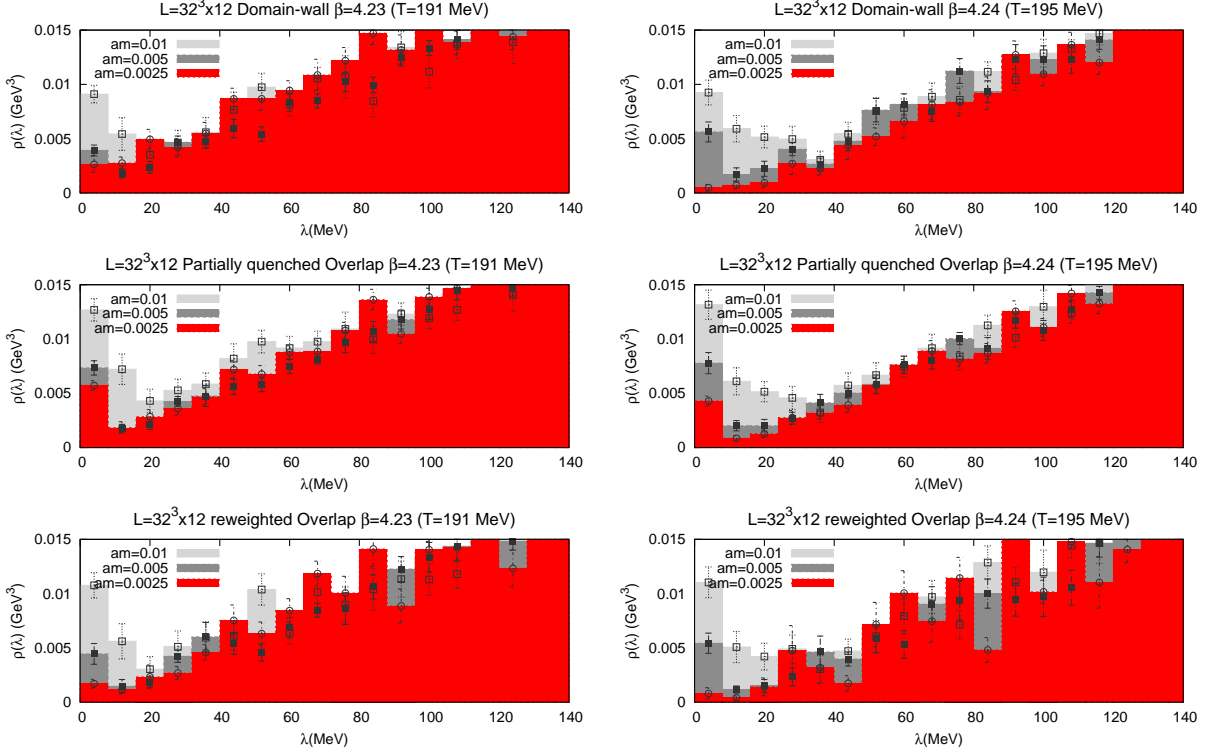 L=32³x12 Domain-wall β=4.23 (T=191 MeV)
ρ(λ) (GeV³)
0.015
0.01
0.005
0
am=0.01
am=0.005
am=0.0025
0 20 40 60 80 100 120 140
λ(MeV)
L=32³x12 Domain-wall β=4.24 (T=195 MeV)
ρ(λ) (GeV³)
0.015
0.01
0.005
0
am=0.01
am=0.005
am=0.0025
0 20 40 60 80 100 120 140
λ(MeV)
L=32³x12 Partially quenched Overlap β=4.23 (T=191 MeV)
ρ(λ) (GeV³)
0.015
0.01
0.005
0
am=0.01
am=0.005
am=0.0025
0 20 40 60 80 100 120 140
λ(MeV)
L=32³x12 Partially quenched Overlap β=4.24 (T=195 MeV)
ρ(λ) (GeV³)
0.015
0.01
0.005
0
am=0.01
am=0.005
am=0.0025
0 20 40 60 80 100 120 140
λ(MeV)
L=32³x12 reweighted Overlap β=4.23 (T=191 MeV)
ρ(λ) (GeV³)
0.015
0.01
0.005
0
am=0.01
am=0.005
am=0.0025
0 20 40 60 80 100 120 140
λ(MeV)
L=32³x12 reweighted Overlap β=4.24 (T=195 MeV)
ρ(λ) (GeV³)
0.015
0.01
0.005
0
am=0.01
am=0.005
am=0.0025
0 20 40 60 80 100 120 140
λ(MeV)